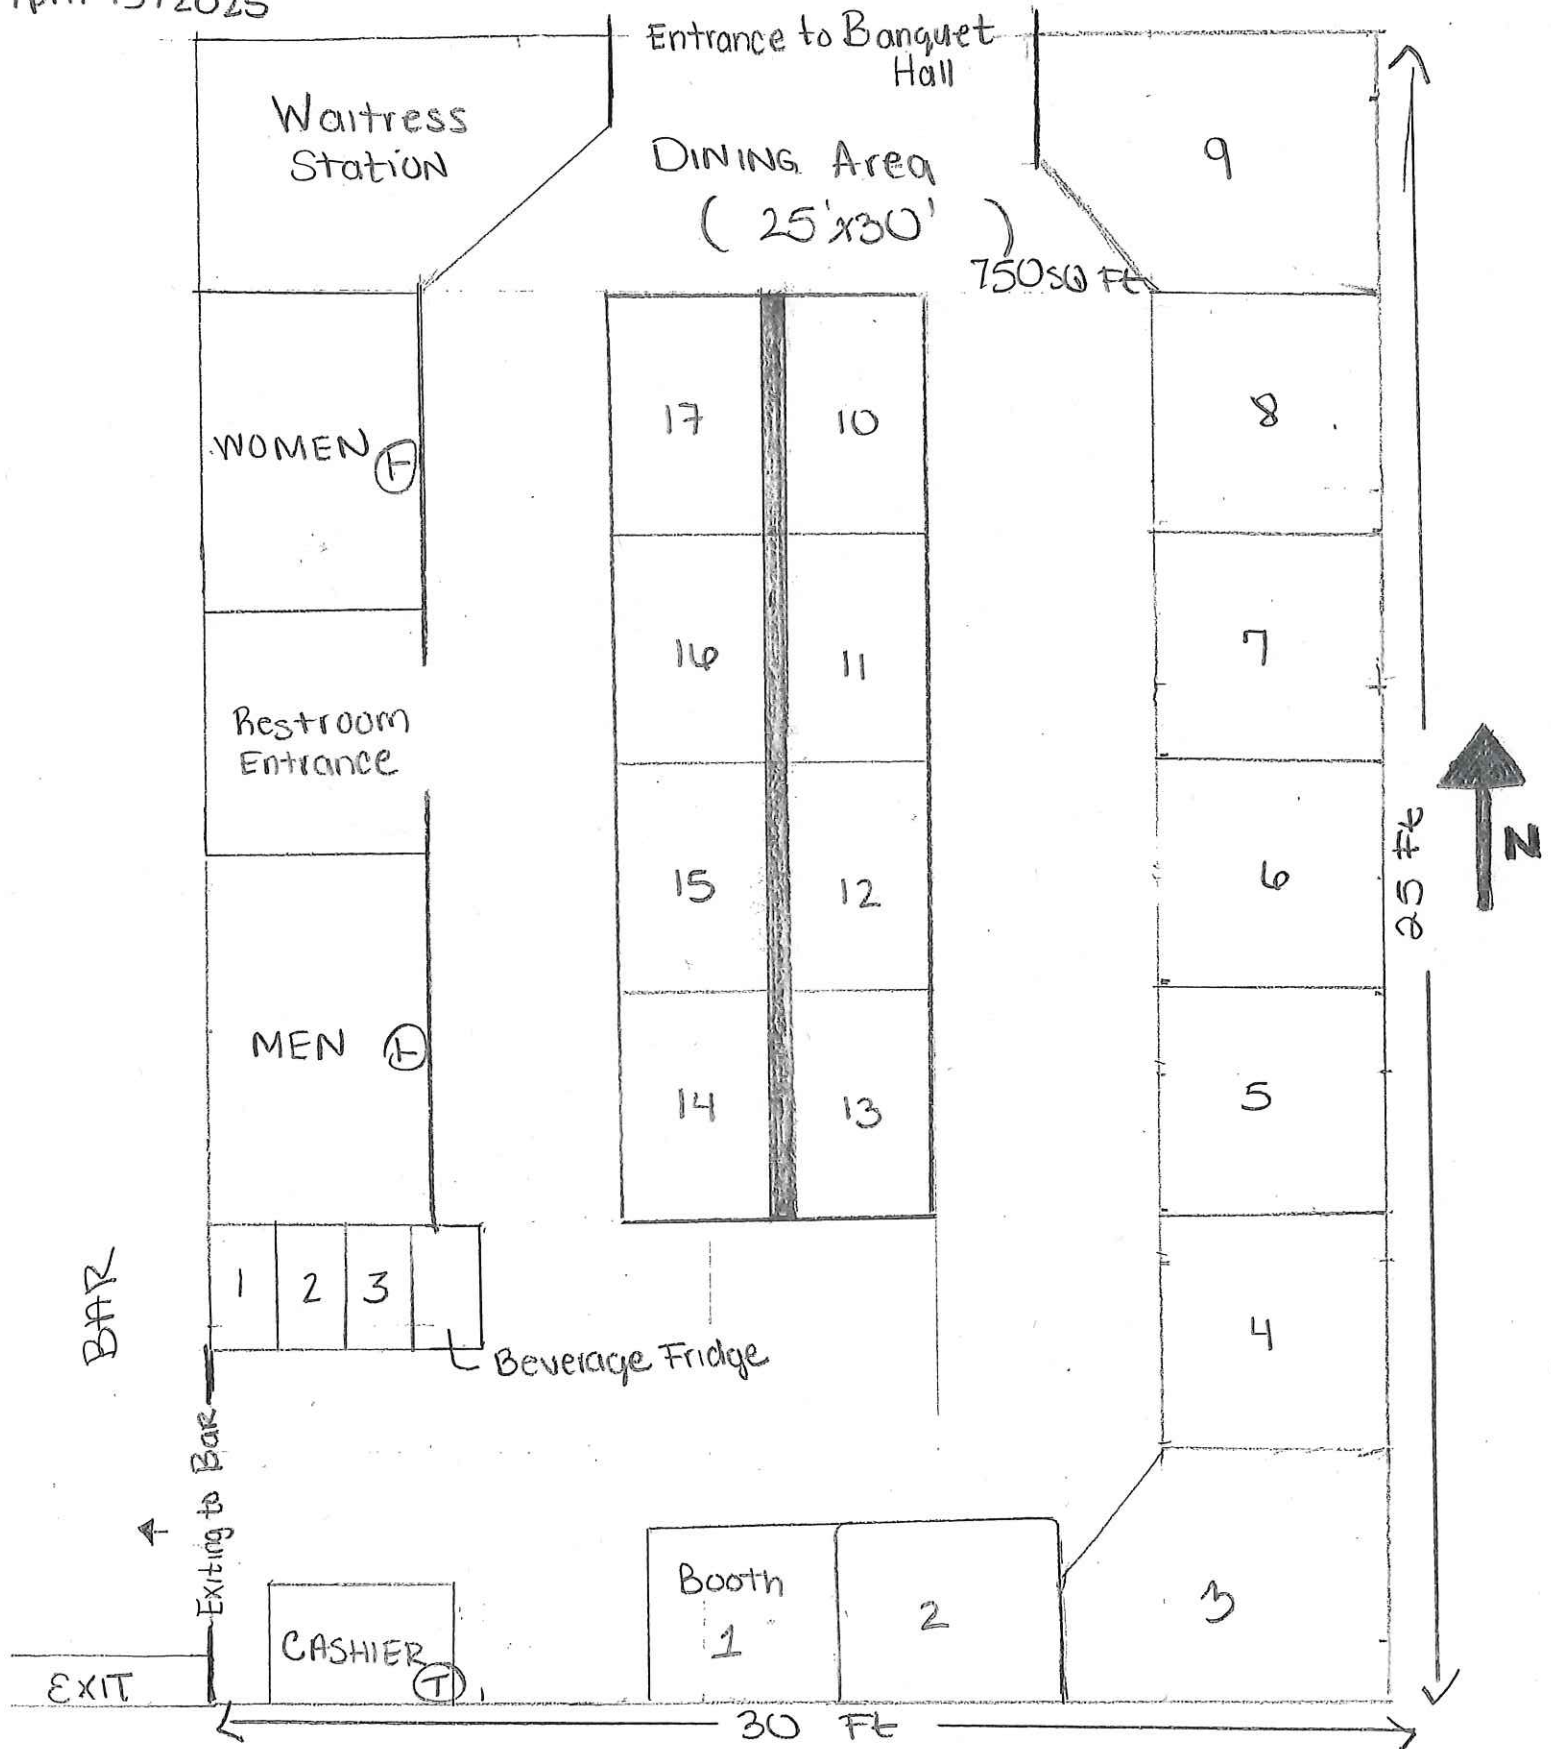 2025
Entrance to Banquet
Hall
Waitress
Station
DINING Area
( 25'x30' )
750SQ Ft
9
17
10
8
WOMEN
T
16
11
7
Restroom
Entrance
15
12
6
25 Ft
N
MEN
T
14
13
5
BAR
1
2
3
4
Beverage Fridge
Exiting to Bar
Booth
1
2
3
CASHIER
T
EXIT
30 Ft